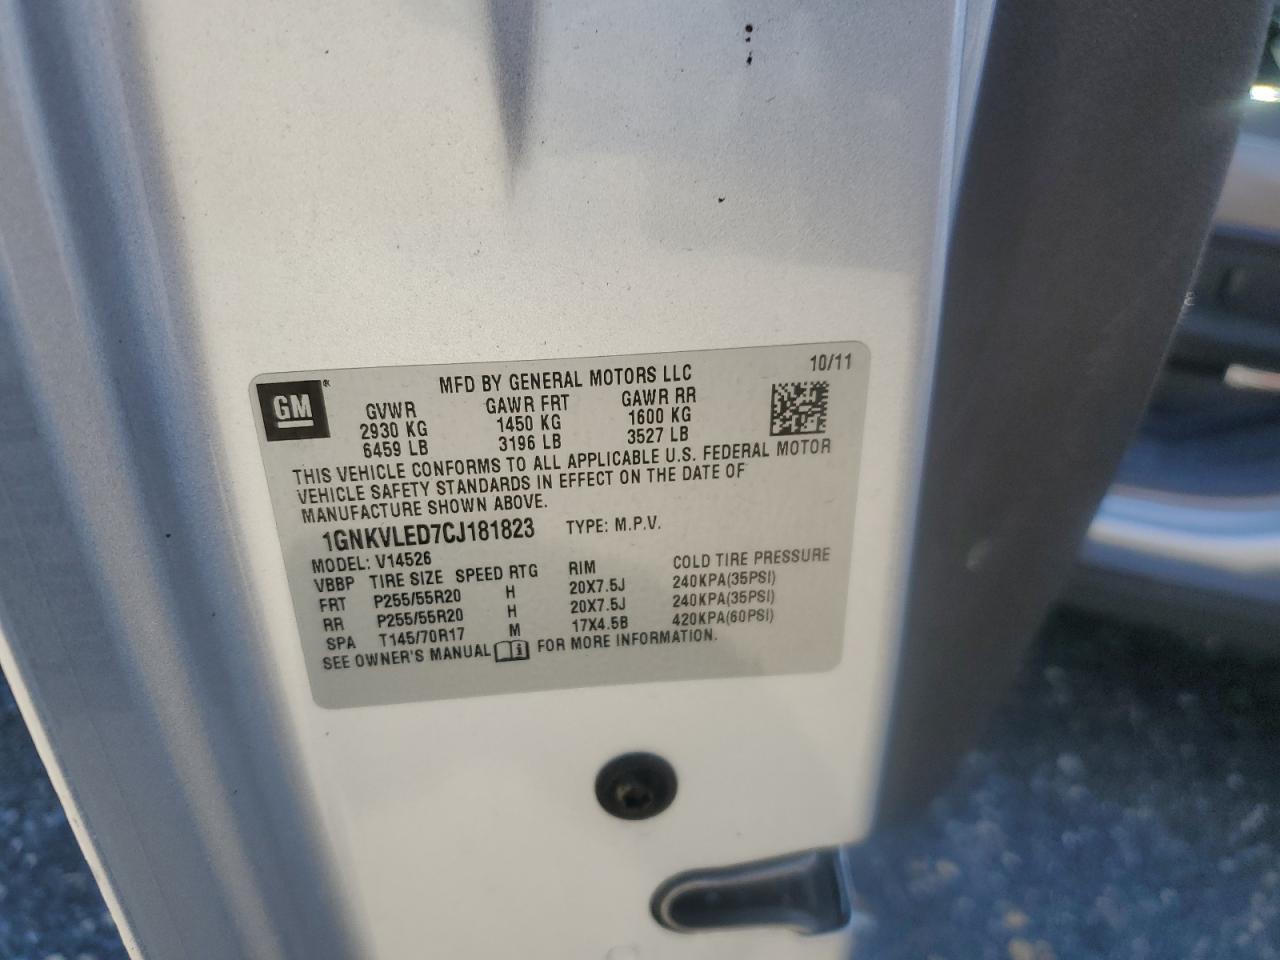 10/11
GM ®
MFD BY GENERAL MOTORS LLC
GVWR GAWR FRT GAWR RR
2930 KG 1450 KG 1600 KG
6459 LB 3196 LB 3527 LB
THIS VEHICLE CONFORMS TO ALL APPLICABLE U.S. FEDERAL MOTOR
VEHICLE SAFETY STANDARDS IN EFFECT ON THE DATE OF
MANUFACTURE SHOWN ABOVE.
1GNKVLED7CJ181823 TYPE: M.P.V.
MODEL: V14526
VBBP TIRE SIZE SPEED RTG RIM COLD TIRE PRESSURE
FRT P255/55R20 H 20X7.5J 240KPA(35PSI)
RR P255/55R20 H 20X7.5J 240KPA(35PSI)
SPA T145/70R17 M 17X4.5B 420KPA(60PSI)
SEE OWNER'S MANUAL i FOR MORE INFORMATION.